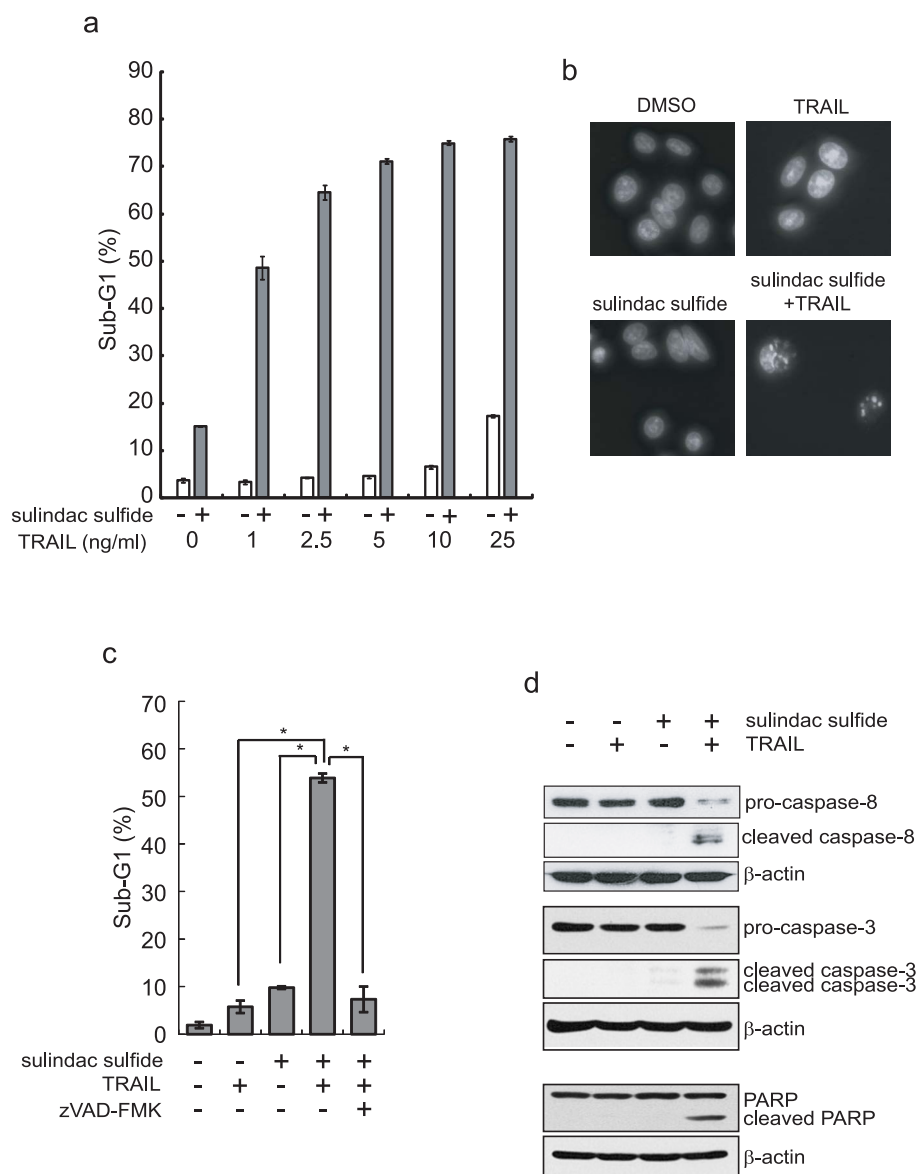 a
90
80
70
60
50
40
30
20
10
0
Sub-G1 (%)
sulindac sulfide - + - + - + - + - + - +
TRAIL (ng/ml) 0 1 2.5 5 10 25
b
DMSO TRAIL
sulindac sulfide
sulindac sulfide
+TRAIL
c
70
60
50
40
30
20
10
0
Sub-G1 (%)
*
* *
sulindac sulfide - - + + +
TRAIL - + - + +
zVAD-FMK - - - - +
d
- - + + sulindac sulfide
- + - + TRAIL
pro-caspase-8
cleaved caspase-8
β-actin
pro-caspase-3
cleaved caspase-3
cleaved caspase-3
β-actin
PARP
cleaved PARP
β-actin